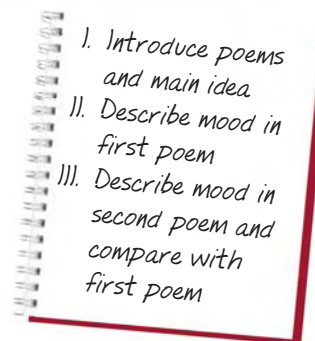 I. Introduce poems
and main idea
II. Describe mood in
first poem
III. Describe mood in
second poem and
compare with
first poem